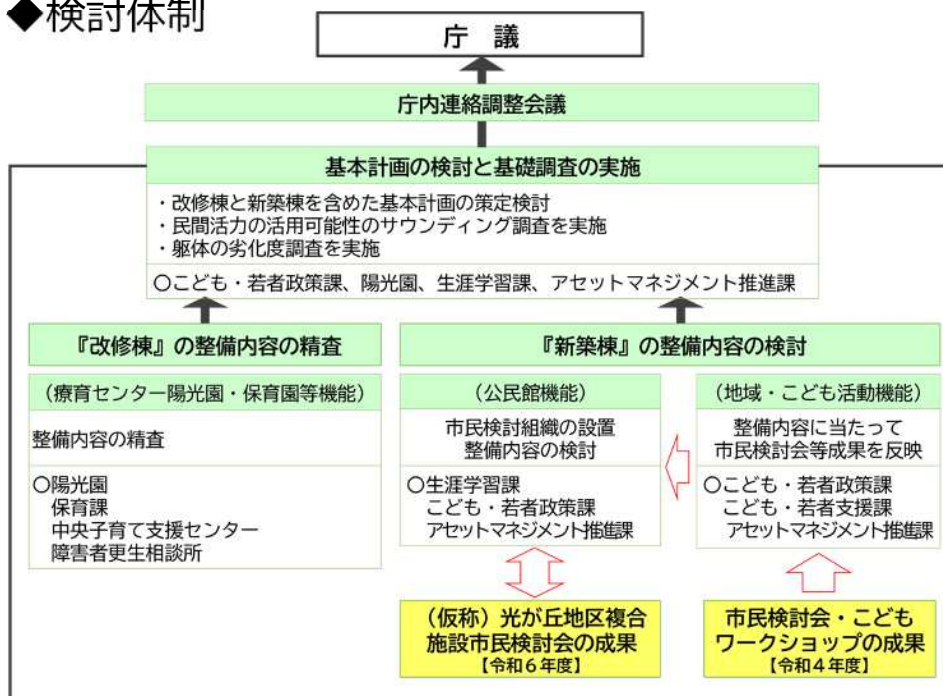 ◆検討体制
庁 議
庁内連絡調整会議
基本計画の検討と基礎調査の実施
・改修棟と新築棟を含めた基本計画の策定検討
・民間活力の活用可能性のサウンディング調査を実施
・躯体の劣化度調査を実施
○こども・若者政策課、陽光園、生涯学習課、アセットマネジメント推進課
『改修棟』の整備内容の精査
（療育センター陽光園・保育園等機能）
整備内容の精査
○陽光園
保育課
中央子育て支援センター
障害者更生相談所
『新築棟』の整備内容の検討
（公民館機能）
市民検討組織の設置
整備内容の検討
○生涯学習課
こども・若者政策課
アセットマネジメント推進課
（地域・こども活動機能）
整備内容に当たって
市民検討会等成果を反映
○こども・若者政策課
こども・若者支援課
アセットマネジメント推進課
（仮称）光が丘地区複合
施設市民検討会の成果
【令和６年度】
市民検討会・こども
ワークショップの成果
【令和４年度】